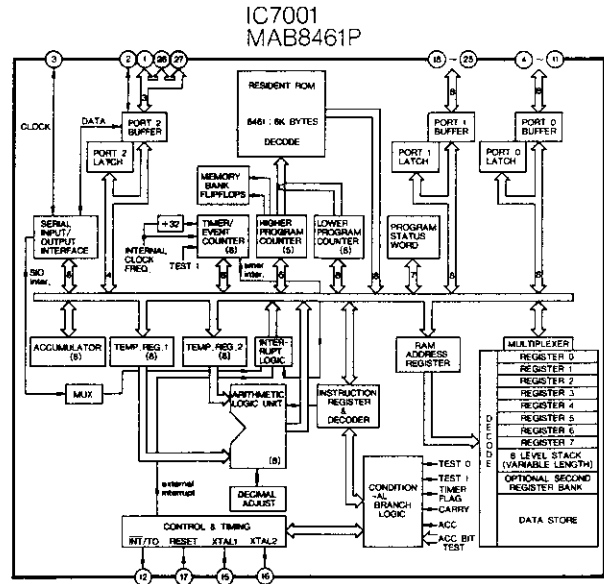 IC7001
MAB8461P
3
2
1
26
27
18 ~ 25
4 ~ 11
CLOCK
DATA
3
8
8
PORT 2
BUFFER
PORT 2
LATCH
RESIDENT ROM
8461 : 6K BYTES
DECODE
PORT 1
BUFFER
PORT 1
LATCH
PORT 0
BUFFER
PORT 0
LATCH
MEMORY
BANK
FLIPFLOPS
÷32
SERIAL
INPUT/
OUTPUT
INTERFACE
TIMER/
EVENT
COUNTER
(8)
HIGHER
PROGRAM
COUNTER
(5)
LOWER
PROGRAM
COUNTER
(8)
PROGRAM
STATUS
WORD
INTERNAL
CLOCK
FREQ.
TEST 1
SIO
inter.
timer
inter.
8
4
8
5
8
8
7
8
8
ACCUMULATOR
(8)
TEMP. REG. 1
(8)
TEMP. REG. 2
(8)
INTER-
RUPT
LOGIC
RAM
ADDRESS
REGISTER
MULTIPLEXER
REGISTER 0
REGISTER 1
REGISTER 2
REGISTER 3
REGISTER 4
REGISTER 5
REGISTER 6
REGISTER 7
8 LEVEL STACK
(VARIABLE LENGTH)
OPTIONAL SECOND
REGISTER BANK
DATA STORE
DECODE
MUX
ARITHMETIC
LOGIC UNIT
(8)
INSTRUCTION
REGISTER
&
DECODER
DECIMAL
ADJUST
external
interrupt
CONDITION
-AL
BRANCH
LOGIC
TEST 0
TEST 1
TIMER
FLAG
CARRY
ACC
ACC BIT
TEST
CONTROL & TIMING
INT/TO RESET XTAL1 XTAL2
12
17
15
16